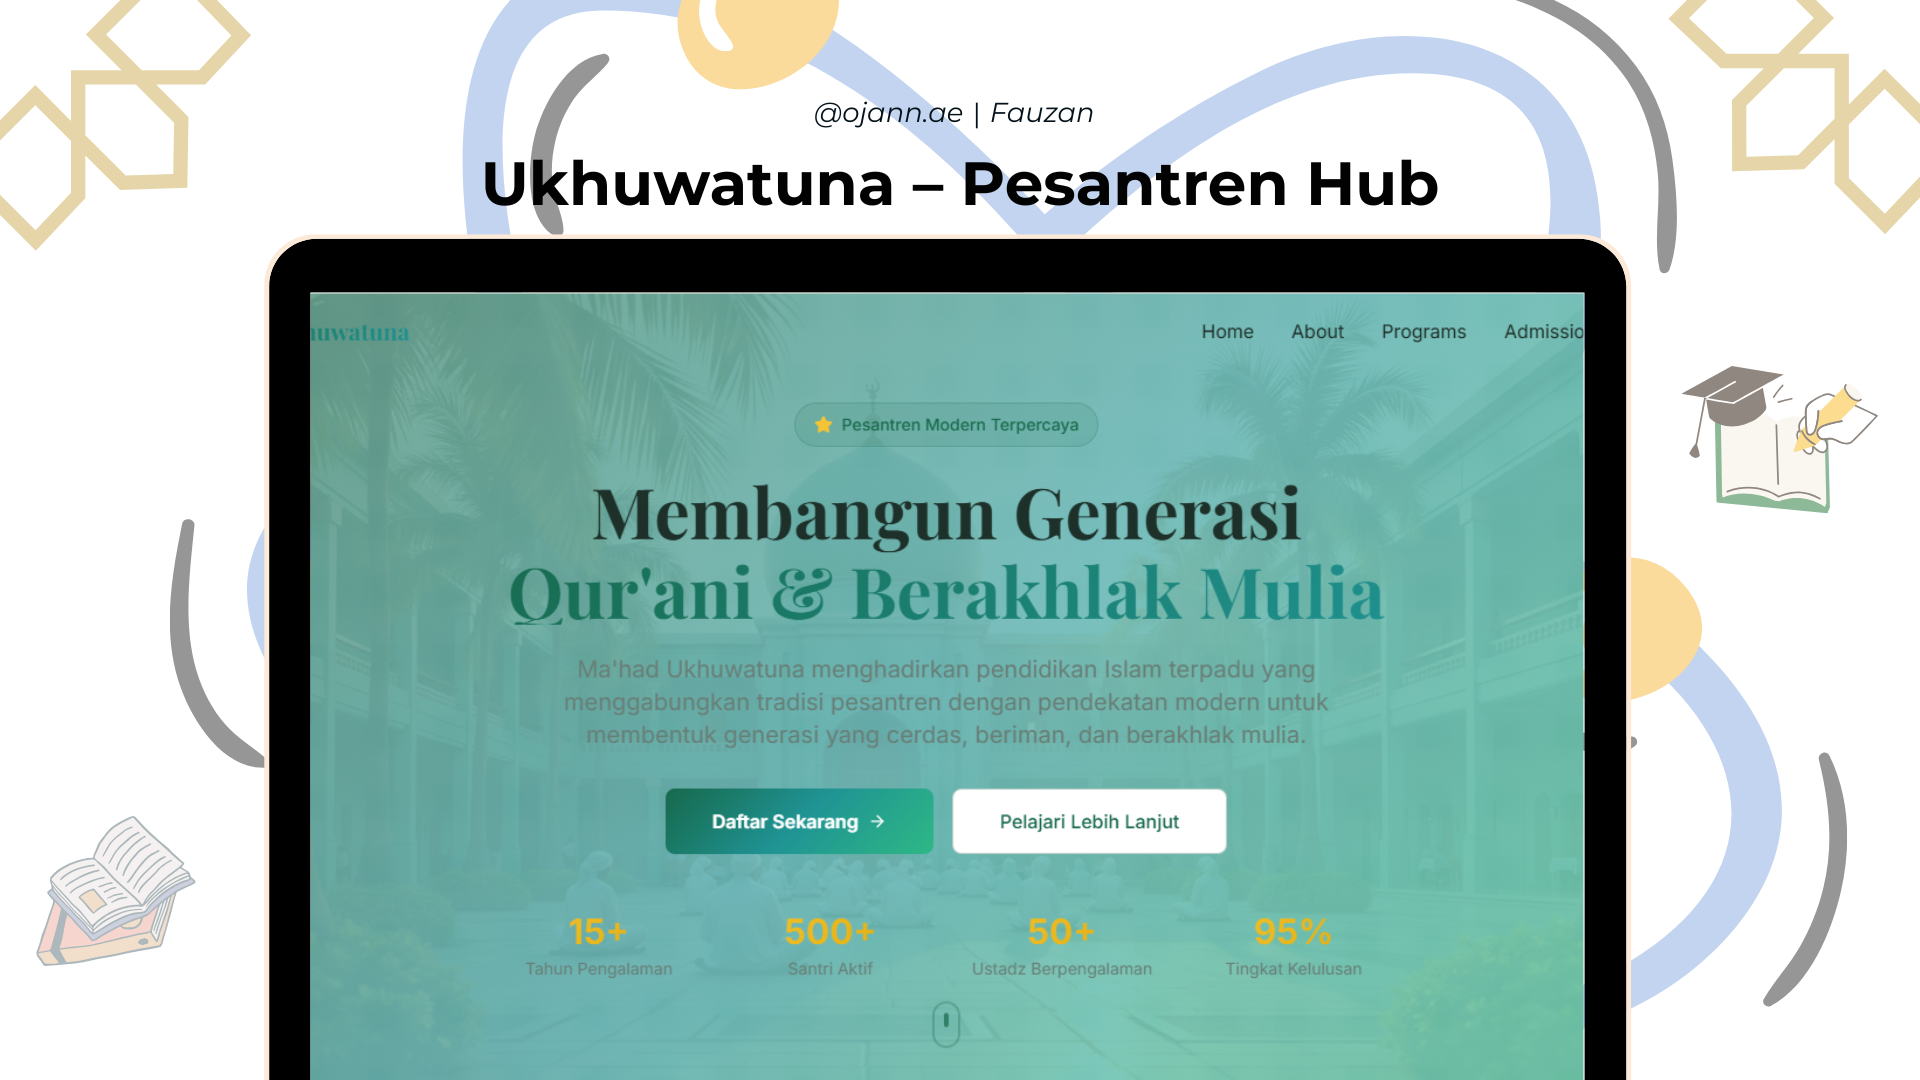 @ojann.ae | Fauzan
Ukhuwatuna – Pesantren Hub
huwatuna
Home About Programs Admissio
Pesantren Modern Terpercaya
Membangun Generasi
Qur'ani & Berakhlak Mulia
Ma'had Ukhuwatuna menghadirkan pendidikan Islam terpadu yang
menggabungkan tradisi pesantren dengan pendekatan modern untuk
membentuk generasi yang cerdas, beriman, dan berakhlak mulia.
Daftar Sekarang → Pelajari Lebih Lanjut
15+ 500+ 50+ 95%
Tahun Pengalaman Santri Aktif Ustadz Berpengalaman Tingkat Kelulusan